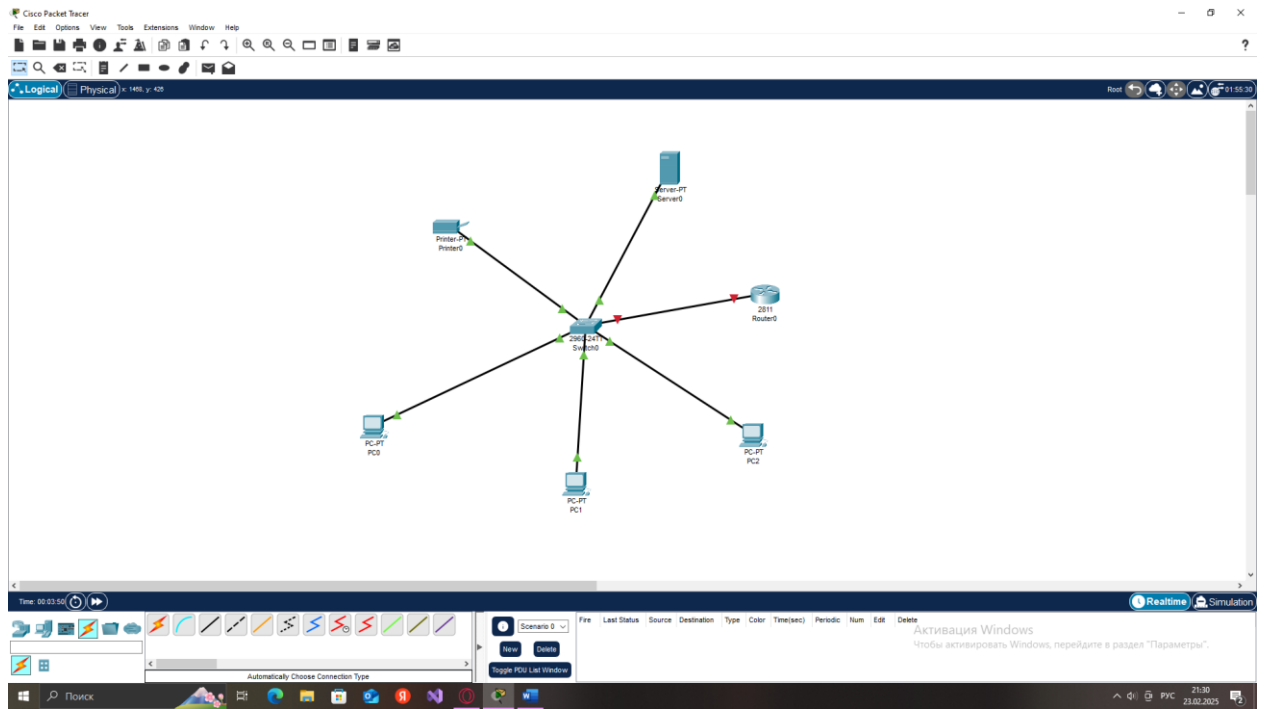 Cisco Packet Tracer
File Edit Options View Tools Extensions Window Help
?
Logical Physical x: 1468, y: 426 Root 01:55:30
Server-PT
Server0
Printer-PT
Printer0
2811
Router0
2960-24TT
Switch0
PC-PT
PC0
PC-PT
PC2
PC-PT
PC1
Time: 00:03:50 Realtime Simulation
Scenario 0 Fire Last Status Source Destination Type Color Time(sec) Periodic Num Edit Delete
New Delete
Toggle PDU List Window
Активация Windows
Чтобы активировать Windows, перейдите в раздел "Параметры".
Automatically Choose Connection Type
Поиск
Я
W
РУС
21:30
23.02.2025
2